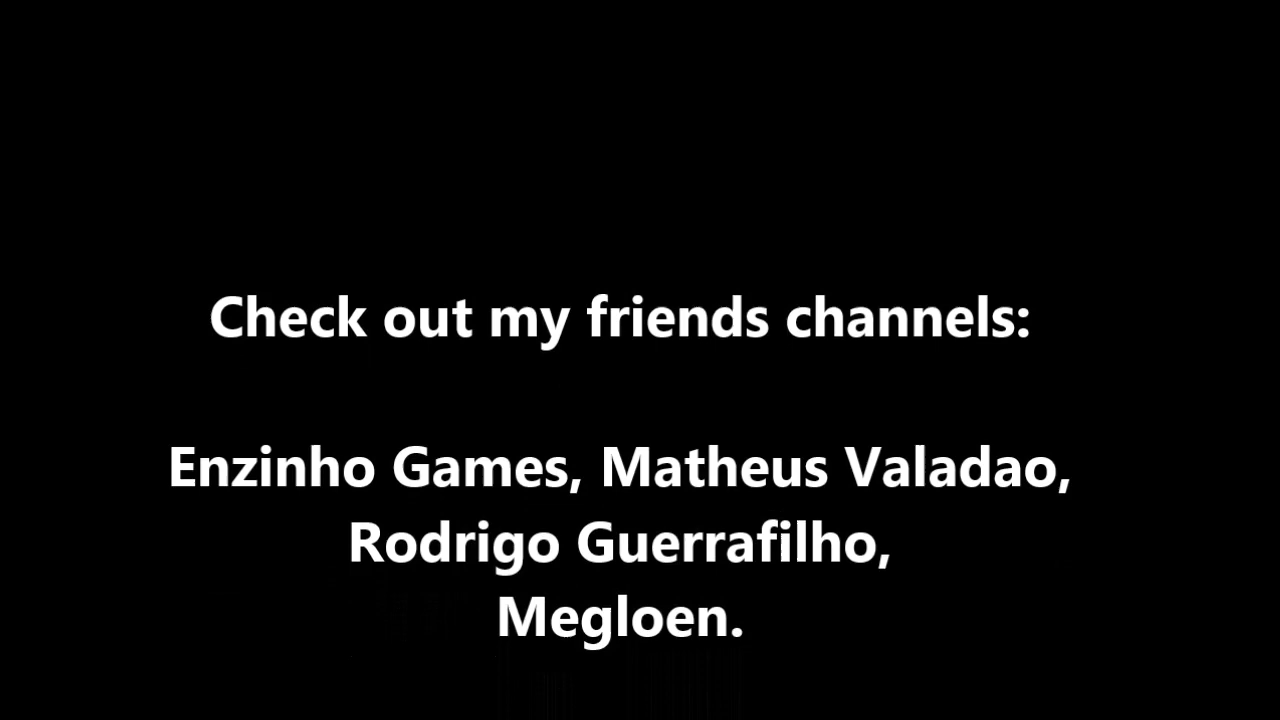 Check out my friends channels:
Enzinho Games, Matheus Valadao,
Rodrigo Guerrafilho,
Megloen.